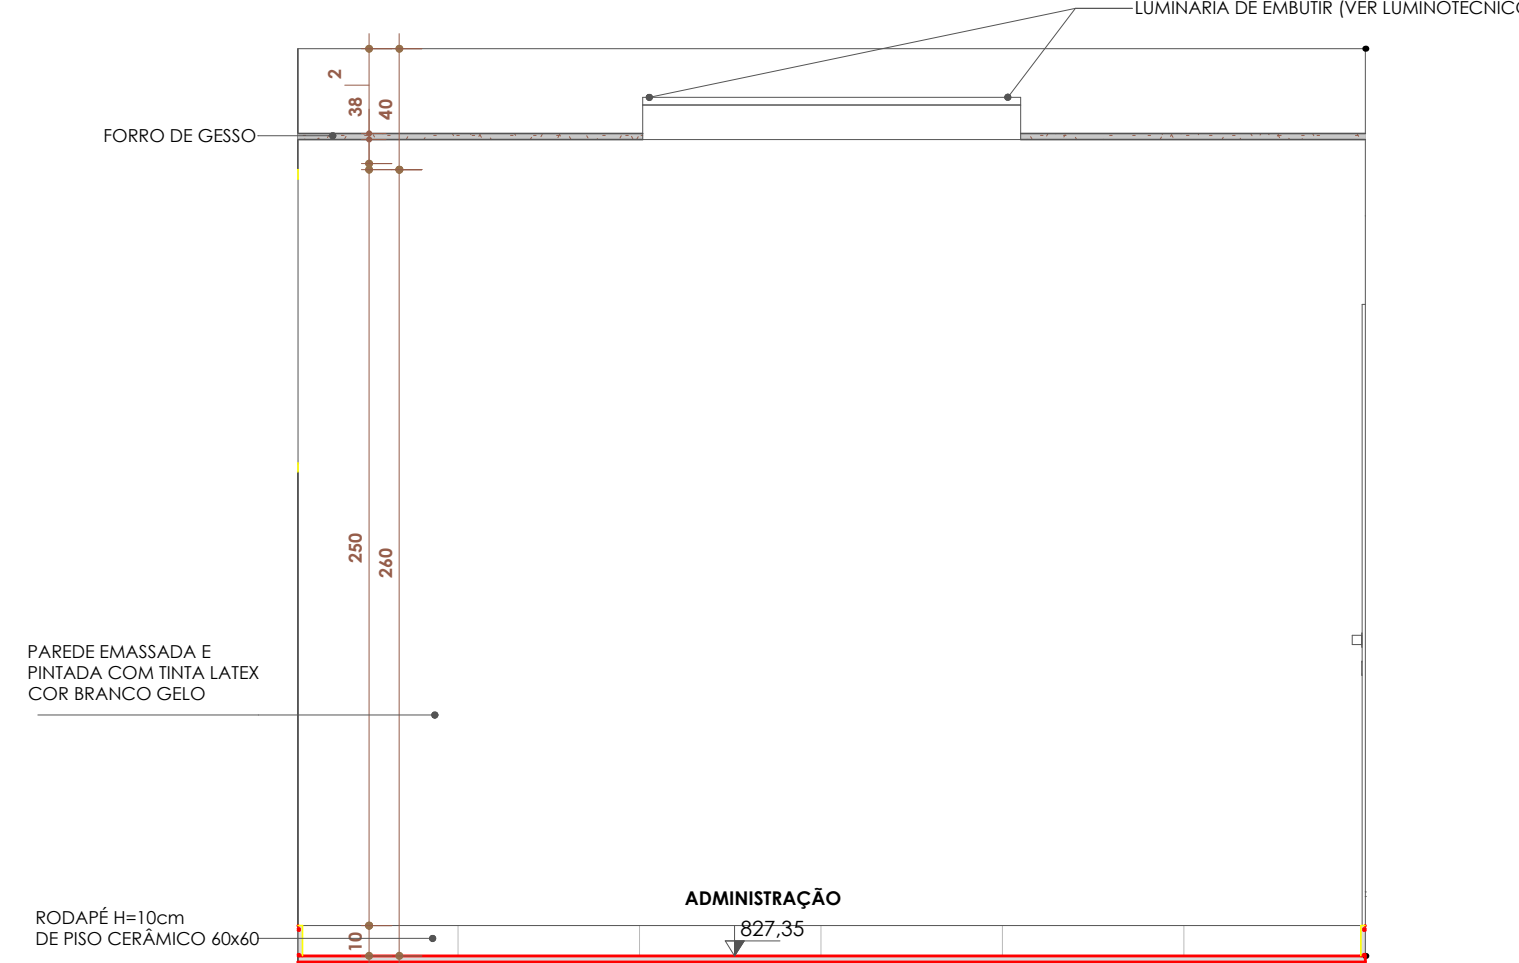 LUMINARIA DE EMBUTIR (VER LUMINOTECNICO
2
38
40
FORRO DE GESSO
250
260
PAREDE EMASSADA E
PINTADA COM TINTA LATEX
COR BRANCO GELO
ADMINISTRAÇÃO
827,35
RODAPÉ H=10cm
DE PISO CERÂMICO 60x60
10